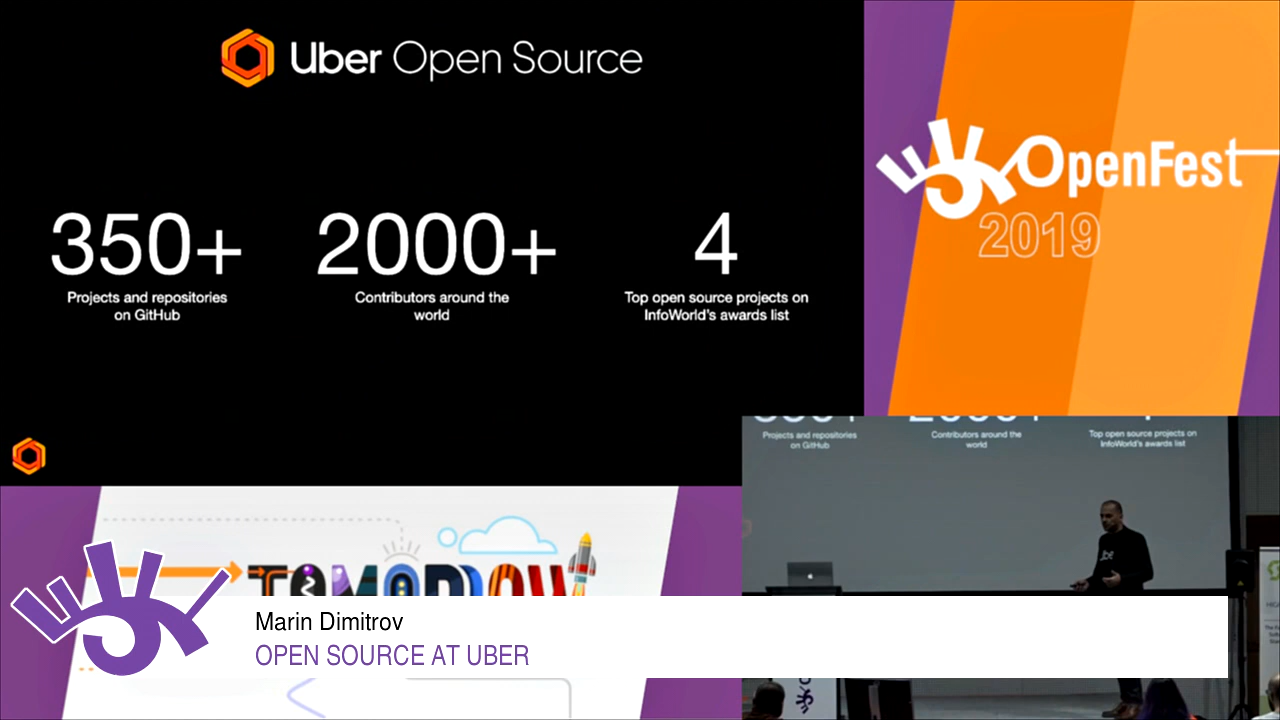 Uber Open Source
350+
Projects and repositories
on GitHub
2000+
Contributors around the
world
4
Top open source projects on
InfoWorld's awards list
OpenFest
2019
Projects and repositories
on GitHub
Contributors around the
world
Top open source projects on
InfoWorld's awards list
TOMORROW
Marin Dimitrov
OPEN SOURCE AT UBER